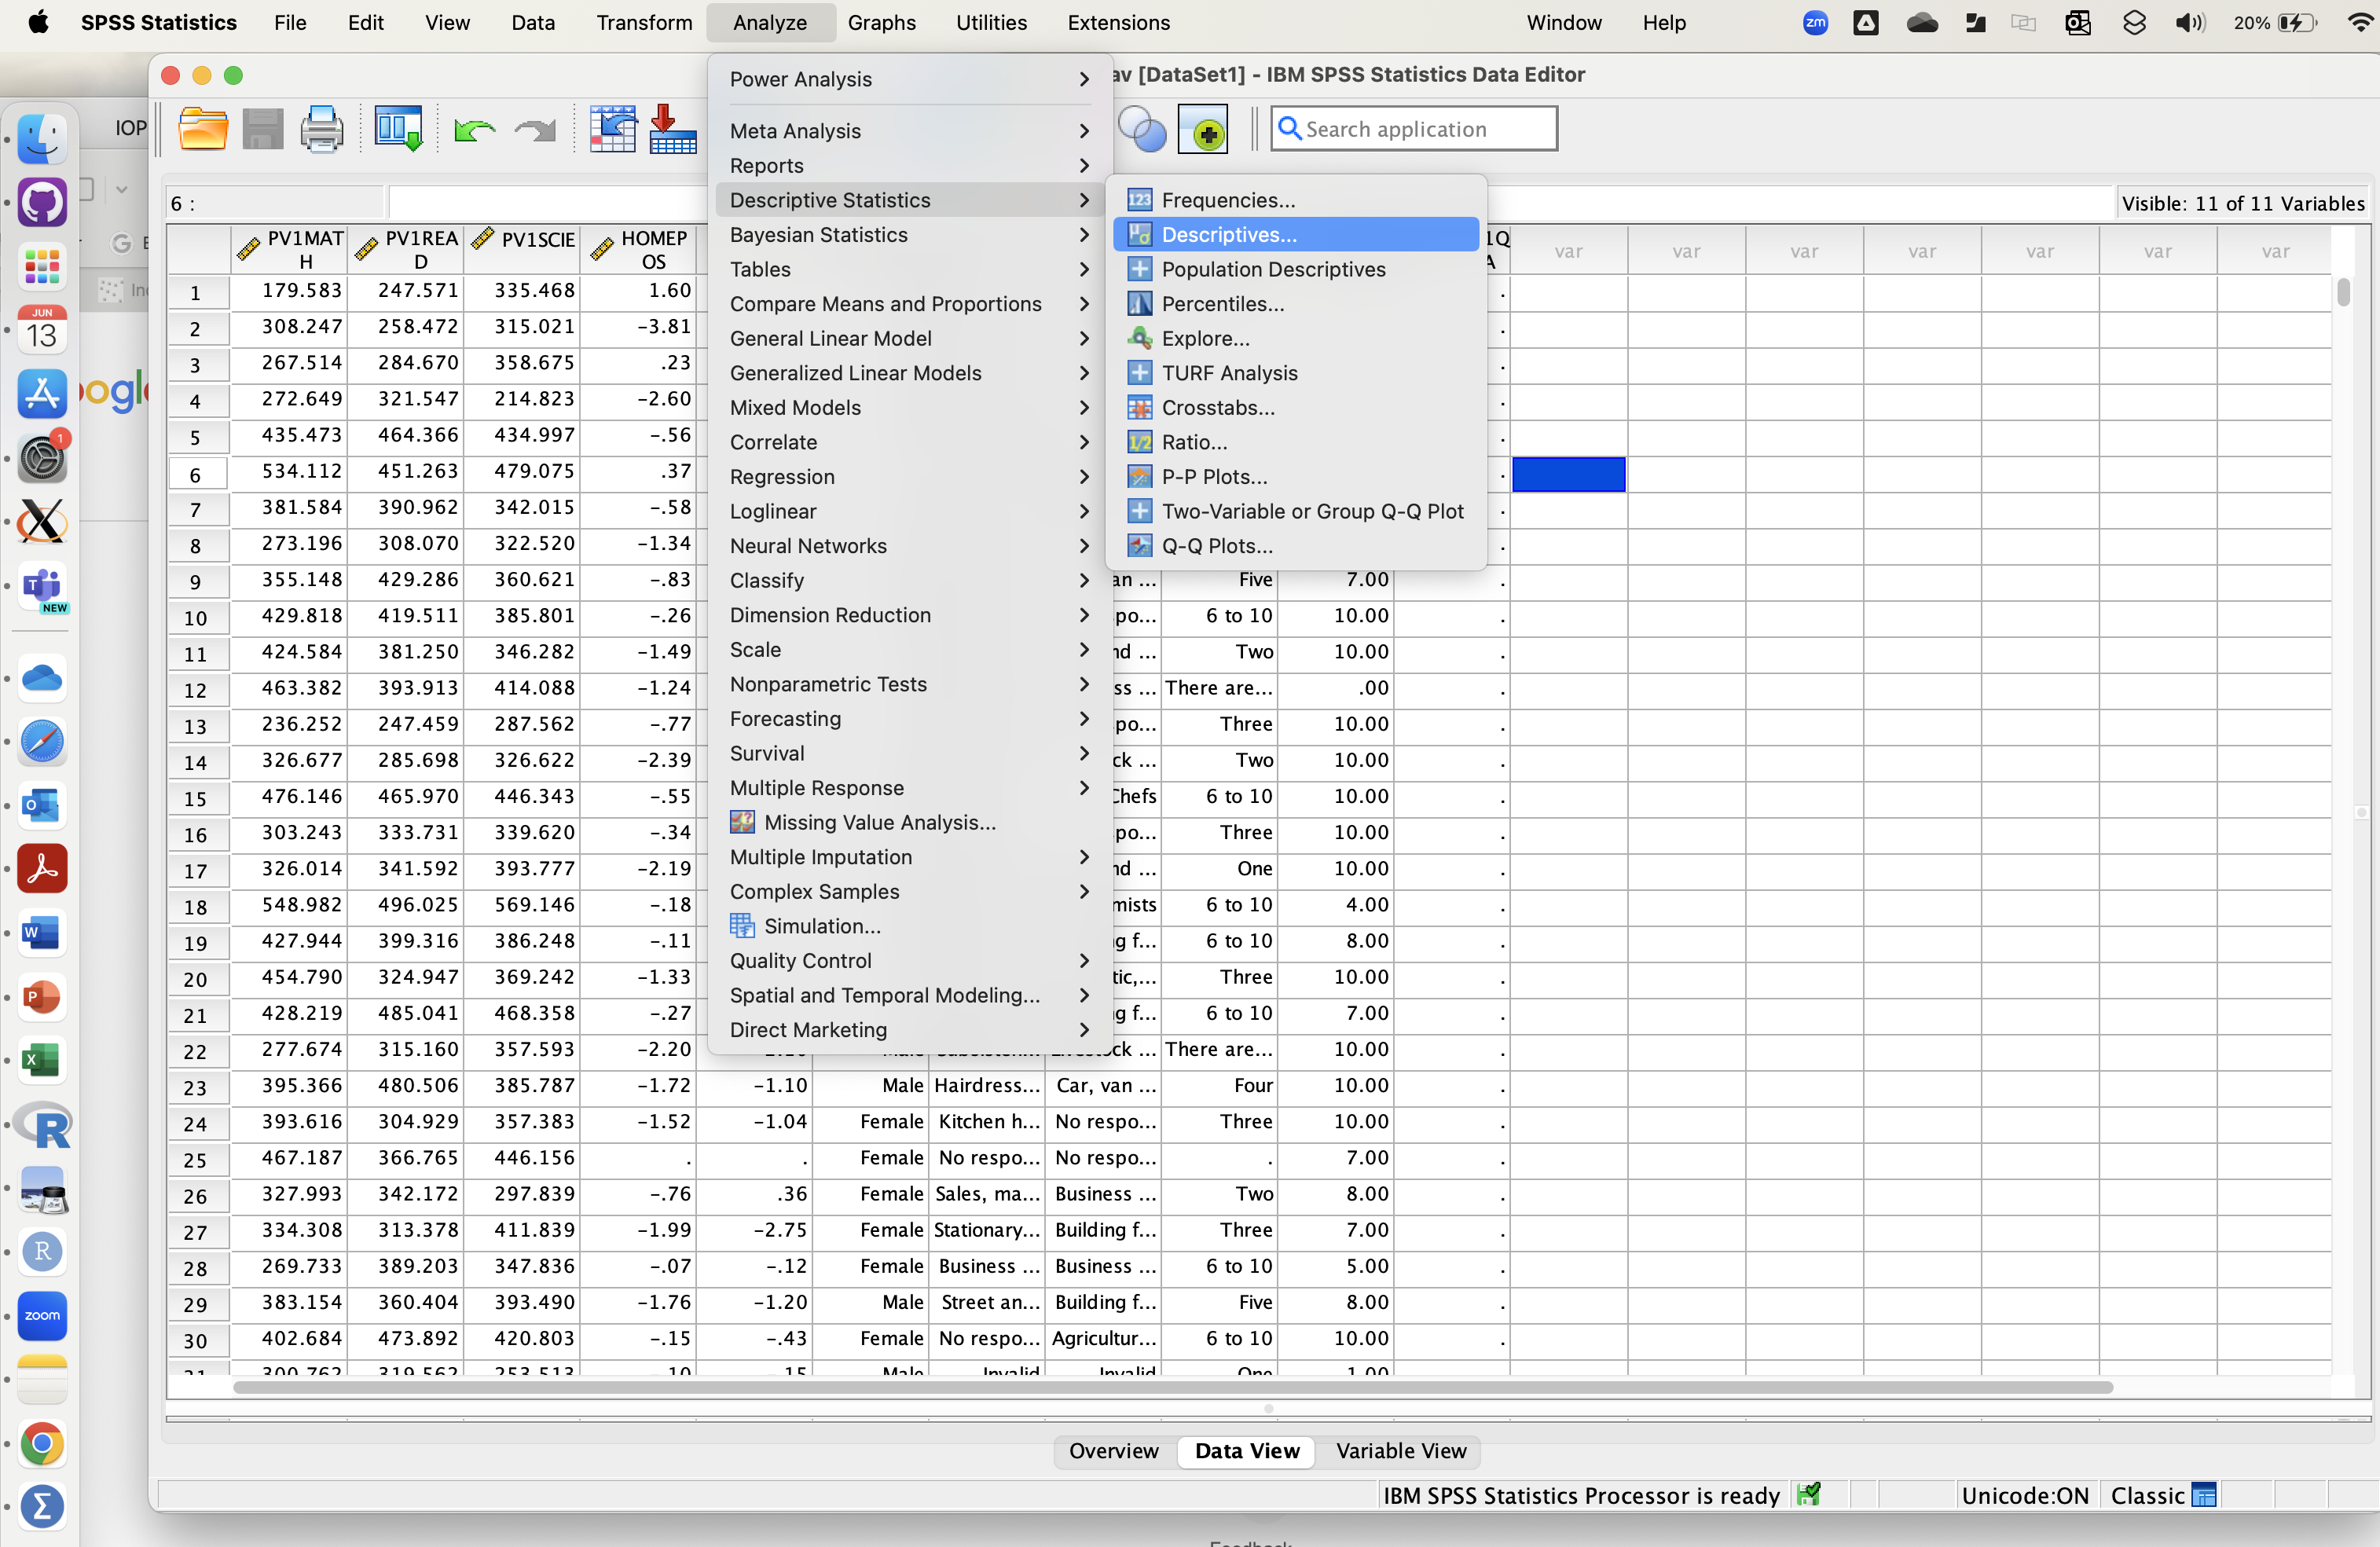 SPSS Statistics File Edit View Data Transform Analyze Graphs Utilities Extensions Window Help zm 20%
[DataSet1] - IBM SPSS Statistics Data Editor
Search application
6 :
Visible: 11 of 11 Variables
Power Analysis
Meta Analysis
Reports
Descriptive Statistics
Bayesian Statistics
Tables
Compare Means and Proportions
General Linear Model
Generalized Linear Models
Mixed Models
Correlate
Regression
Loglinear
Neural Networks
Classify
Dimension Reduction
Scale
Nonparametric Tests
Forecasting
Survival
Multiple Response
Missing Value Analysis...
Multiple Imputation
Complex Samples
Simulation...
Quality Control
Spatial and Temporal Modeling...
Direct Marketing
123 Frequencies...
Descriptives...
Population Descriptives
Percentiles...
Explore...
TURF Analysis
Crosstabs...
1/2 Ratio...
P-P Plots...
Two-Variable or Group Q-Q Plot
Q-Q Plots...
PV1MATH PV1READ PV1SCIE HOMEPOS var var var var var var var
1 179.583 247.571 335.468 1.60 .
2 308.247 258.472 315.021 -3.81 .
3 267.514 284.670 358.675 .23 .
4 272.649 321.547 214.823 -2.60 .
5 435.473 464.366 434.997 -.56 .
6 534.112 451.263 479.075 .37 .
7 381.584 390.962 342.015 -.58 .
8 273.196 308.070 322.520 -1.34 .
9 355.148 429.286 360.621 -.83 an ... Five 7.00 .
10 429.818 419.511 385.801 -.26 po... 6 to 10 10.00 .
11 424.584 381.250 346.282 -1.49 nd ... Two 10.00 .
12 463.382 393.913 414.088 -1.24 ss ... There are... .00 .
13 236.252 247.459 287.562 -.77 po... Three 10.00 .
14 326.677 285.698 326.622 -2.39 ck ... Two 10.00 .
15 476.146 465.970 446.343 -.55 Chefs 6 to 10 10.00 .
16 303.243 333.731 339.620 -.34 po... Three 10.00 .
17 326.014 341.592 393.777 -2.19 nd ... One 10.00 .
18 548.982 496.025 569.146 -.18 mists 6 to 10 4.00 .
19 427.944 399.316 386.248 -.11 g f... 6 to 10 8.00 .
20 454.790 324.947 369.242 -1.33 tic,... Three 10.00 .
21 428.219 485.041 468.358 -.27 g f... 6 to 10 7.00 .
22 277.674 315.160 357.593 -2.20 ck ... There are... 10.00 .
23 395.366 480.506 385.787 -1.72 -1.10 Male Hairdress... Car, van ... Four 10.00 .
24 393.616 304.929 357.383 -1.52 -1.04 Female Kitchen h... No respo... Three 10.00 .
25 467.187 366.765 446.156 . . Female No respo... No respo... . 7.00 .
26 327.993 342.172 297.839 -.76 .36 Female Sales, ma... Business ... Two 8.00 .
27 334.308 313.378 411.839 -1.99 -2.75 Female Stationary... Building f... Three 7.00 .
28 269.733 389.203 347.836 -.07 -.12 Female Business ... Business ... 6 to 10 5.00 .
29 383.154 360.404 393.490 -1.76 -1.20 Male Street an... Building f... Five 8.00 .
30 402.684 473.892 420.803 -.15 -.43 Female No respo... Agricultur... 6 to 10 10.00 .
Overview Data View Variable View
IBM SPSS Statistics Processor is ready Unicode:ON Classic
IOP
JUN
13
1
T
NEW
O
W
P
X
R
R
zoom
Σ